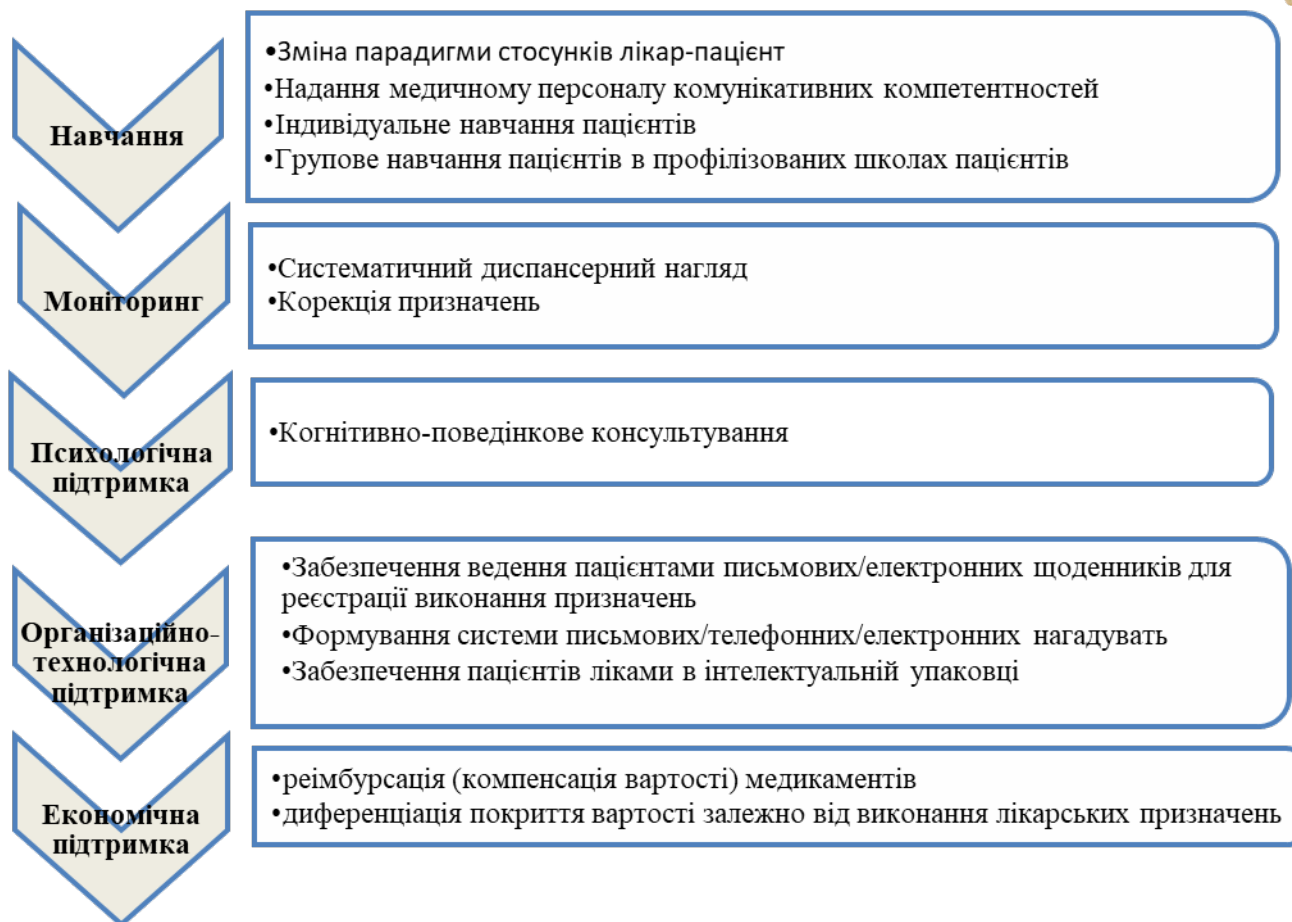 Навчання
•Зміна парадигми стосунків лікар-пацієнт
•Надання медичному персоналу комунікативних компетентностей
•Індивідуальне навчання пацієнтів
•Групове навчання пацієнтів в профілізованих школах пацієнтів
Моніторинг
•Систематичний диспансерний нагляд
•Корекція призначень
Психологічна
підтримка
•Когнітивно-поведінкове консультування
Організаційно-
технологічна
підтримка
•Забезпечення ведення пацієнтами письмових/електронних щоденників для
реєстрації виконання призначень
•Формування системи письмових/телефонних/електронних нагадувать
•Забезпечення пацієнтів ліками в інтелектуальній упаковці
Економічна
підтримка
•реімбурсація (компенсація вартості) медикаментів
•диференціація покриття вартості залежно від виконання лікарських призначень